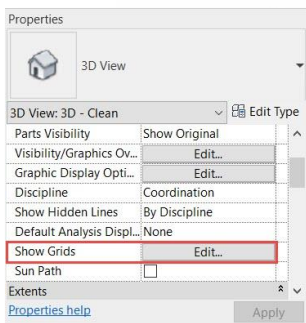 Properties
3D View
3D View: 3D - Clean Edit Type
Parts Visibility Show Original
Visibility/Graphics Ov... Edit...
Graphic Display Opti... Edit...
Discipline Coordination
Show Hidden Lines By Discipline
Default Analysis Displ... None
Show Grids Edit...
Sun Path
Extents
Properties help Apply